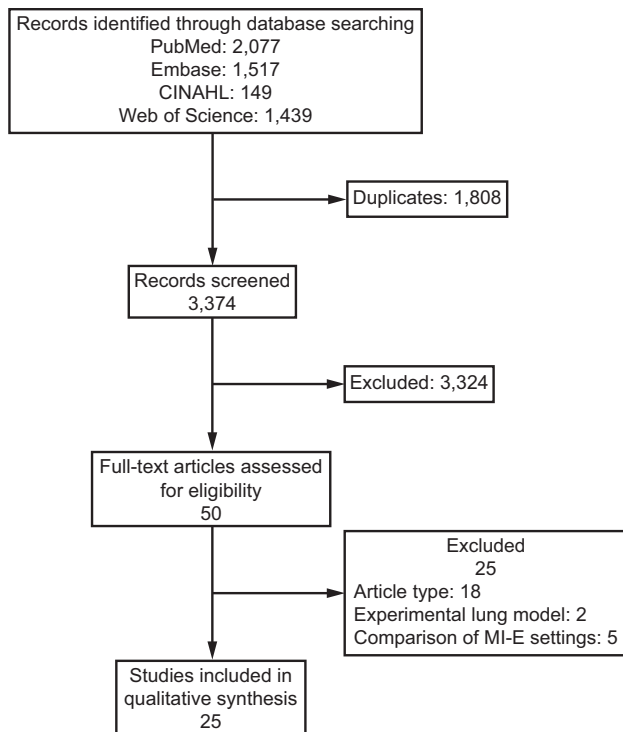 Records identified through database searching
PubMed: 2,077
Embase: 1,517
CINAHL: 149
Web of Science: 1,439
Duplicates: 1,808
Records screened
3,374
Excluded: 3,324
Full-text articles assessed
for eligibility
50
Excluded
25
Article type: 18
Experimental lung model: 2
Comparison of MI-E settings: 5
Studies included in
qualitative synthesis
25